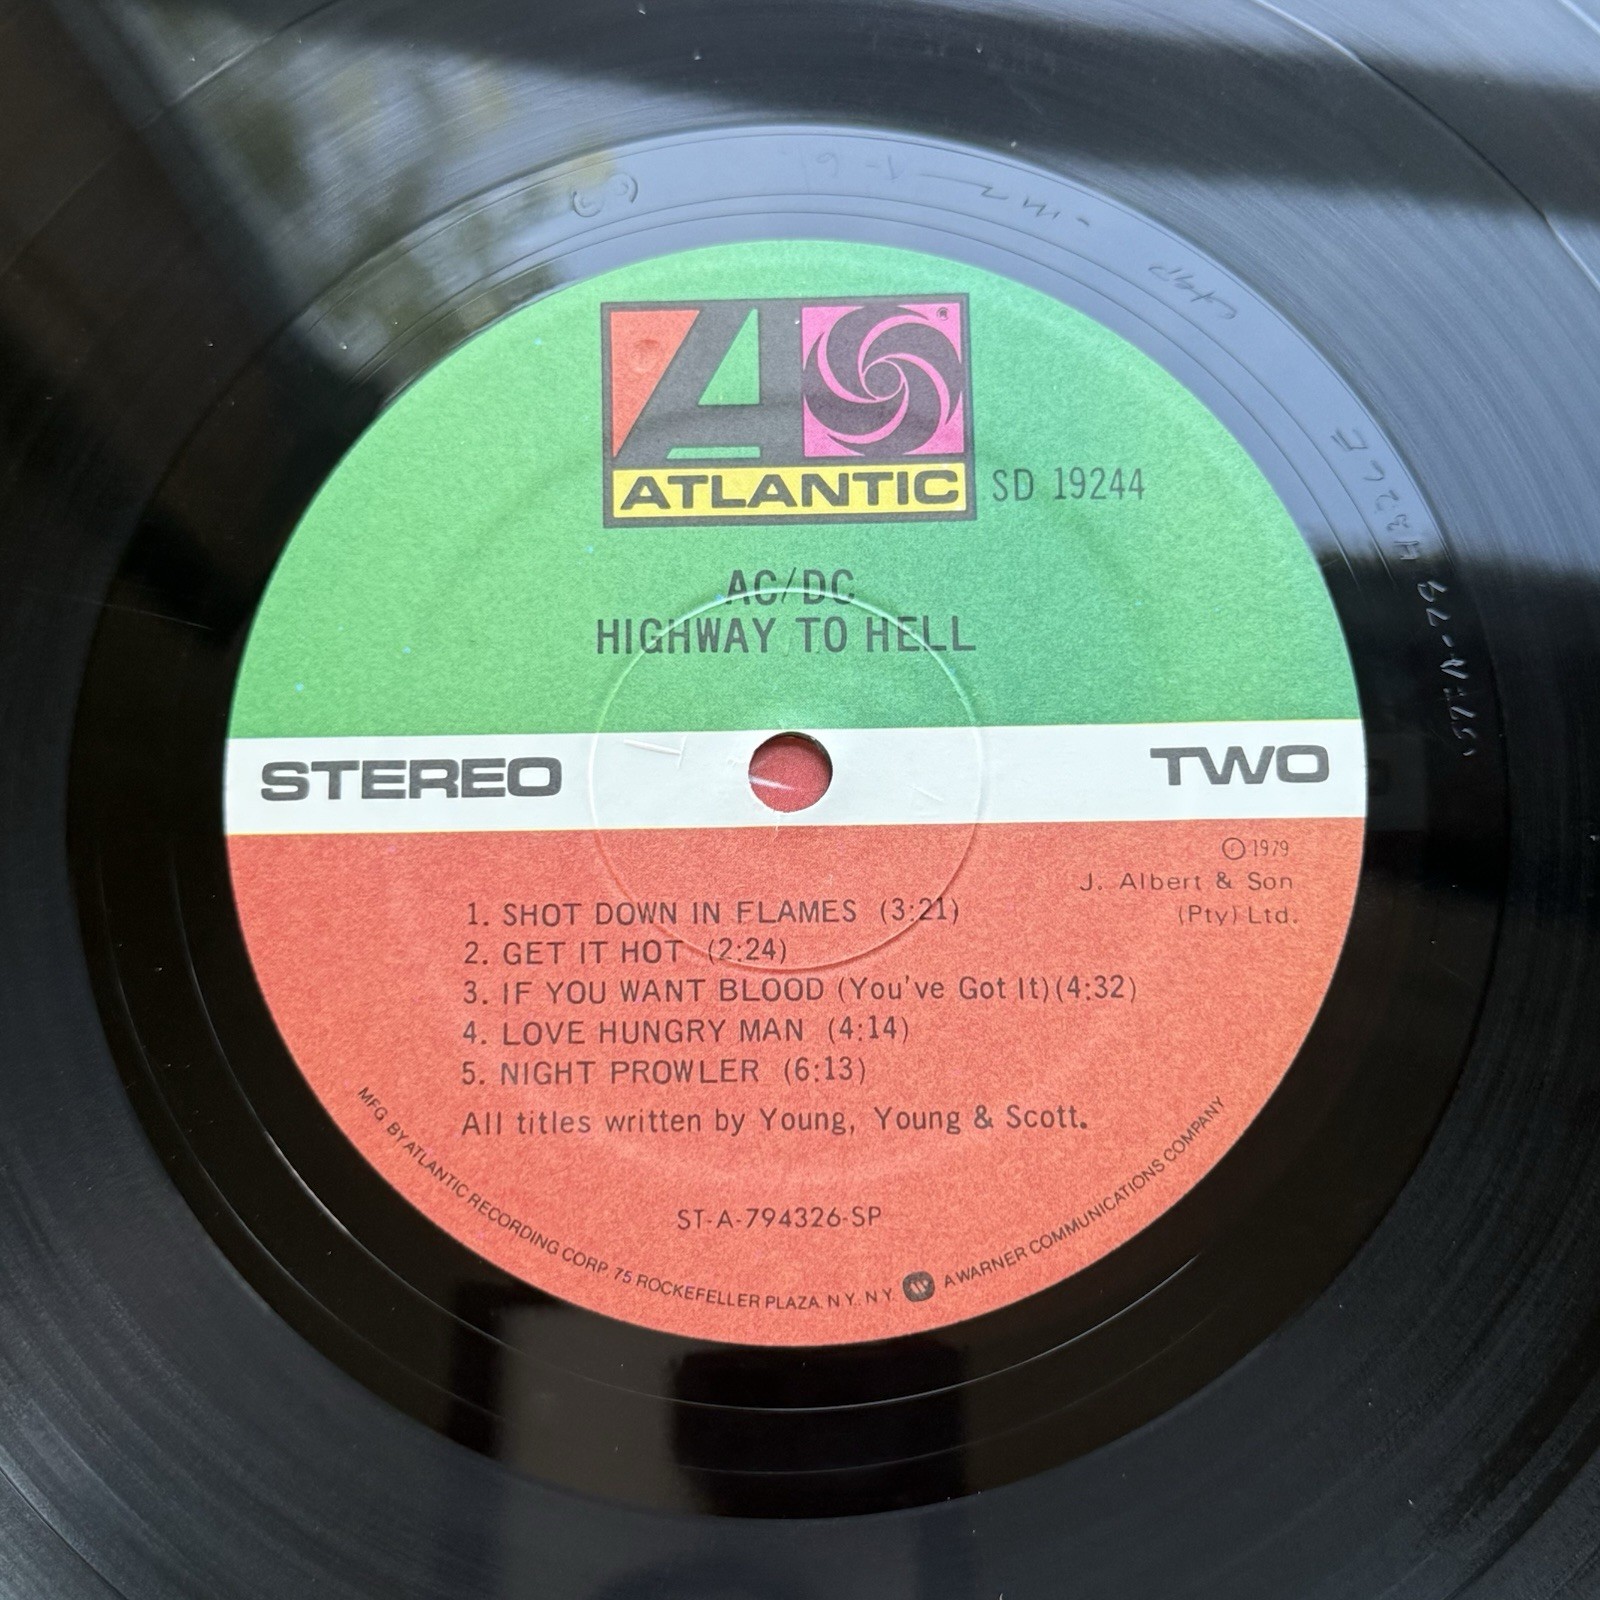 ATLANTIC
SD 19244
AC/DC
HIGHWAY TO HELL
STEREO
TWO
Ⓟ1979
J. Albert & Son
(Pty) Ltd.
1. SHOT DOWN IN FLAMES (3:21)
2. GET IT HOT (2:24)
3. IF YOU WANT BLOOD (You've Got It)(4:32)
4. LOVE HUNGRY MAN (4:14)
5. NIGHT PROWLER (6:13)
All titles written by Young, Young & Scott.
ST-A-794326-SP
MFG BY ATLANTIC RECORDING CORP. 75 ROCKEFELLER PLAZA. N.Y. N.Y. A WARNER COMMUNICATIONS COMPANY